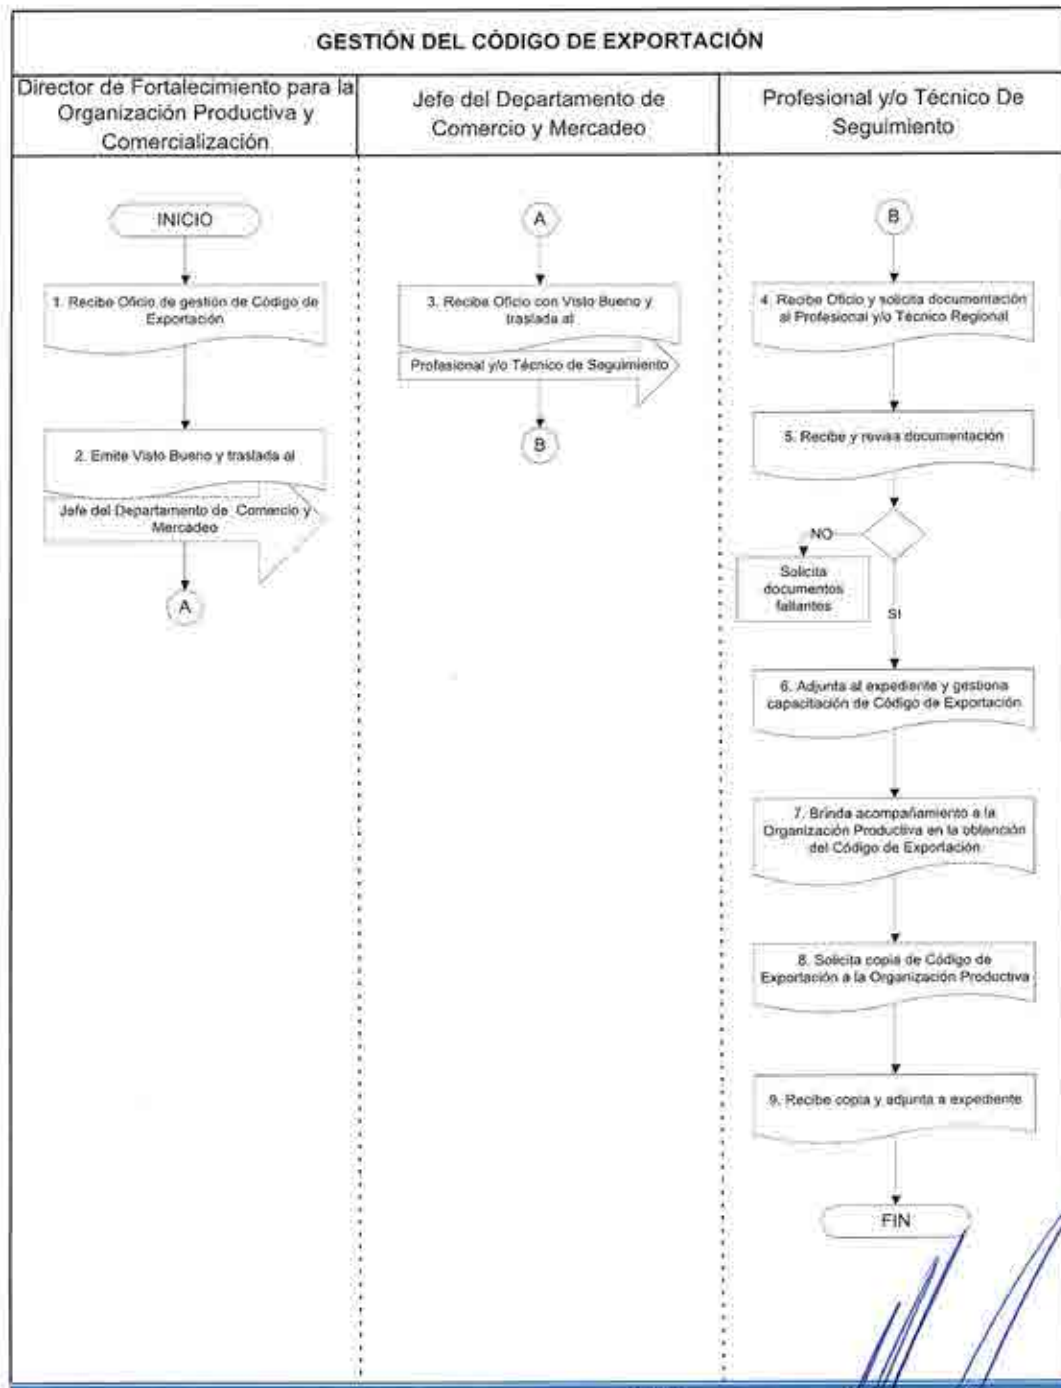 GESTIÓN DEL CÓDIGO DE EXPORTACIÓN
Director de Fortalecimiento para la
Organización Productiva y
Comercialización
Jefe del Departamento de
Comercio y Mercadeo
Profesional y/o Técnico De
Seguimiento
INICIO
1. Recibe Oficio de gestión de Código de
Exportación
2. Emite Visto Bueno y traslada al
Jefe del Departamento de Comercio y
Mercadeo
A
A
3. Recibe Oficio con Visto Bueno y
traslada al
Profesional y/o Técnico de Seguimiento
B
B
4. Recibe Oficio y solicita documentación
al Profesional y/o Técnico Regional
5. Recibe y revisa documentación
NO
Solicita
documentos
faltantes
SI
6. Adjunta al expediente y gestiona
capacitación de Código de Exportación
7. Brinda acompañamiento a la
Organización Productiva en la obtención
del Código de Exportación
8. Solicita copia de Código de
Exportación a la Organización Productiva
9. Recibe copia y adjunta a expediente
FIN